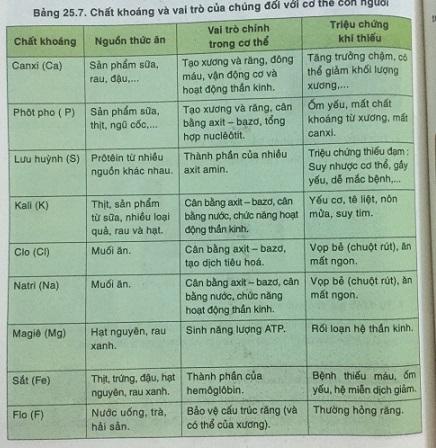 Bảng 25.7. Chất khoáng và vai trò của chúng đối với cơ thể con người
Chất khoáng
Nguồn thức ăn
Vai trò chính
trong cơ thể
Triệu chứng
khi thiếu
Canxi (Ca)
Sản phẩm sữa,
rau, đậu,...
Tạo xương và răng, đông
máu, vận động cơ và
hoạt động thần kinh.
Tăng trưởng chậm, có
thể giảm khối lượng
xương,...
Phôt pho ( P)
Sản phẩm sữa,
thịt, ngũ cốc,...
Tạo xương và răng, cân
bằng axit – bazơ, tổng
hợp nuclêôtit.
Ốm yếu, mất chất
khoáng từ xương, mất
canxi.
Lưu huỳnh (S)
Prôtêin từ nhiều
nguồn khác nhau.
Thành phần của nhiều
axit amin.
Triệu chứng thiếu đạm :
Suy nhược cơ thể, gầy
yếu, dễ mắc bệnh,...
Kali (K)
Thịt, sản phẩm
từ sữa, nhiều loại
quả, rau và hạt.
Cân bằng axit – bazơ, cân
bằng nước, chức năng hoạt
động thần kinh.
Yếu cơ, tê liệt, nôn
mửa, suy tim.
Clo (Cl)
Muối ăn.
Cân bằng axit – bazơ,
tạo dịch tiêu hoá.
Vọp bẻ (chuột rút), ăn
mất ngon.
Natri (Na)
Muối ăn.
Cân bằng axit – bazơ, cân
bằng nước, chức năng
hoạt động thần kinh.
Vọp bẻ (chuột rút), ăn
mất ngon.
Magiê (Mg)
Hạt nguyên, rau
xanh.
Sinh năng lượng ATP.
Rối loạn hệ thần kinh.
Sắt (Fe)
Thịt, trứng, đậu, hạt
nguyên, rau xanh.
Thành phần của
hemôglôbin.
Bệnh thiếu máu, ốm
yếu, hệ miễn dịch giảm.
Flo (F)
Nước uống, trà,
hải sản.
Bảo vệ cấu trúc răng (và
có thể của xương).
Thường hỏng răng.